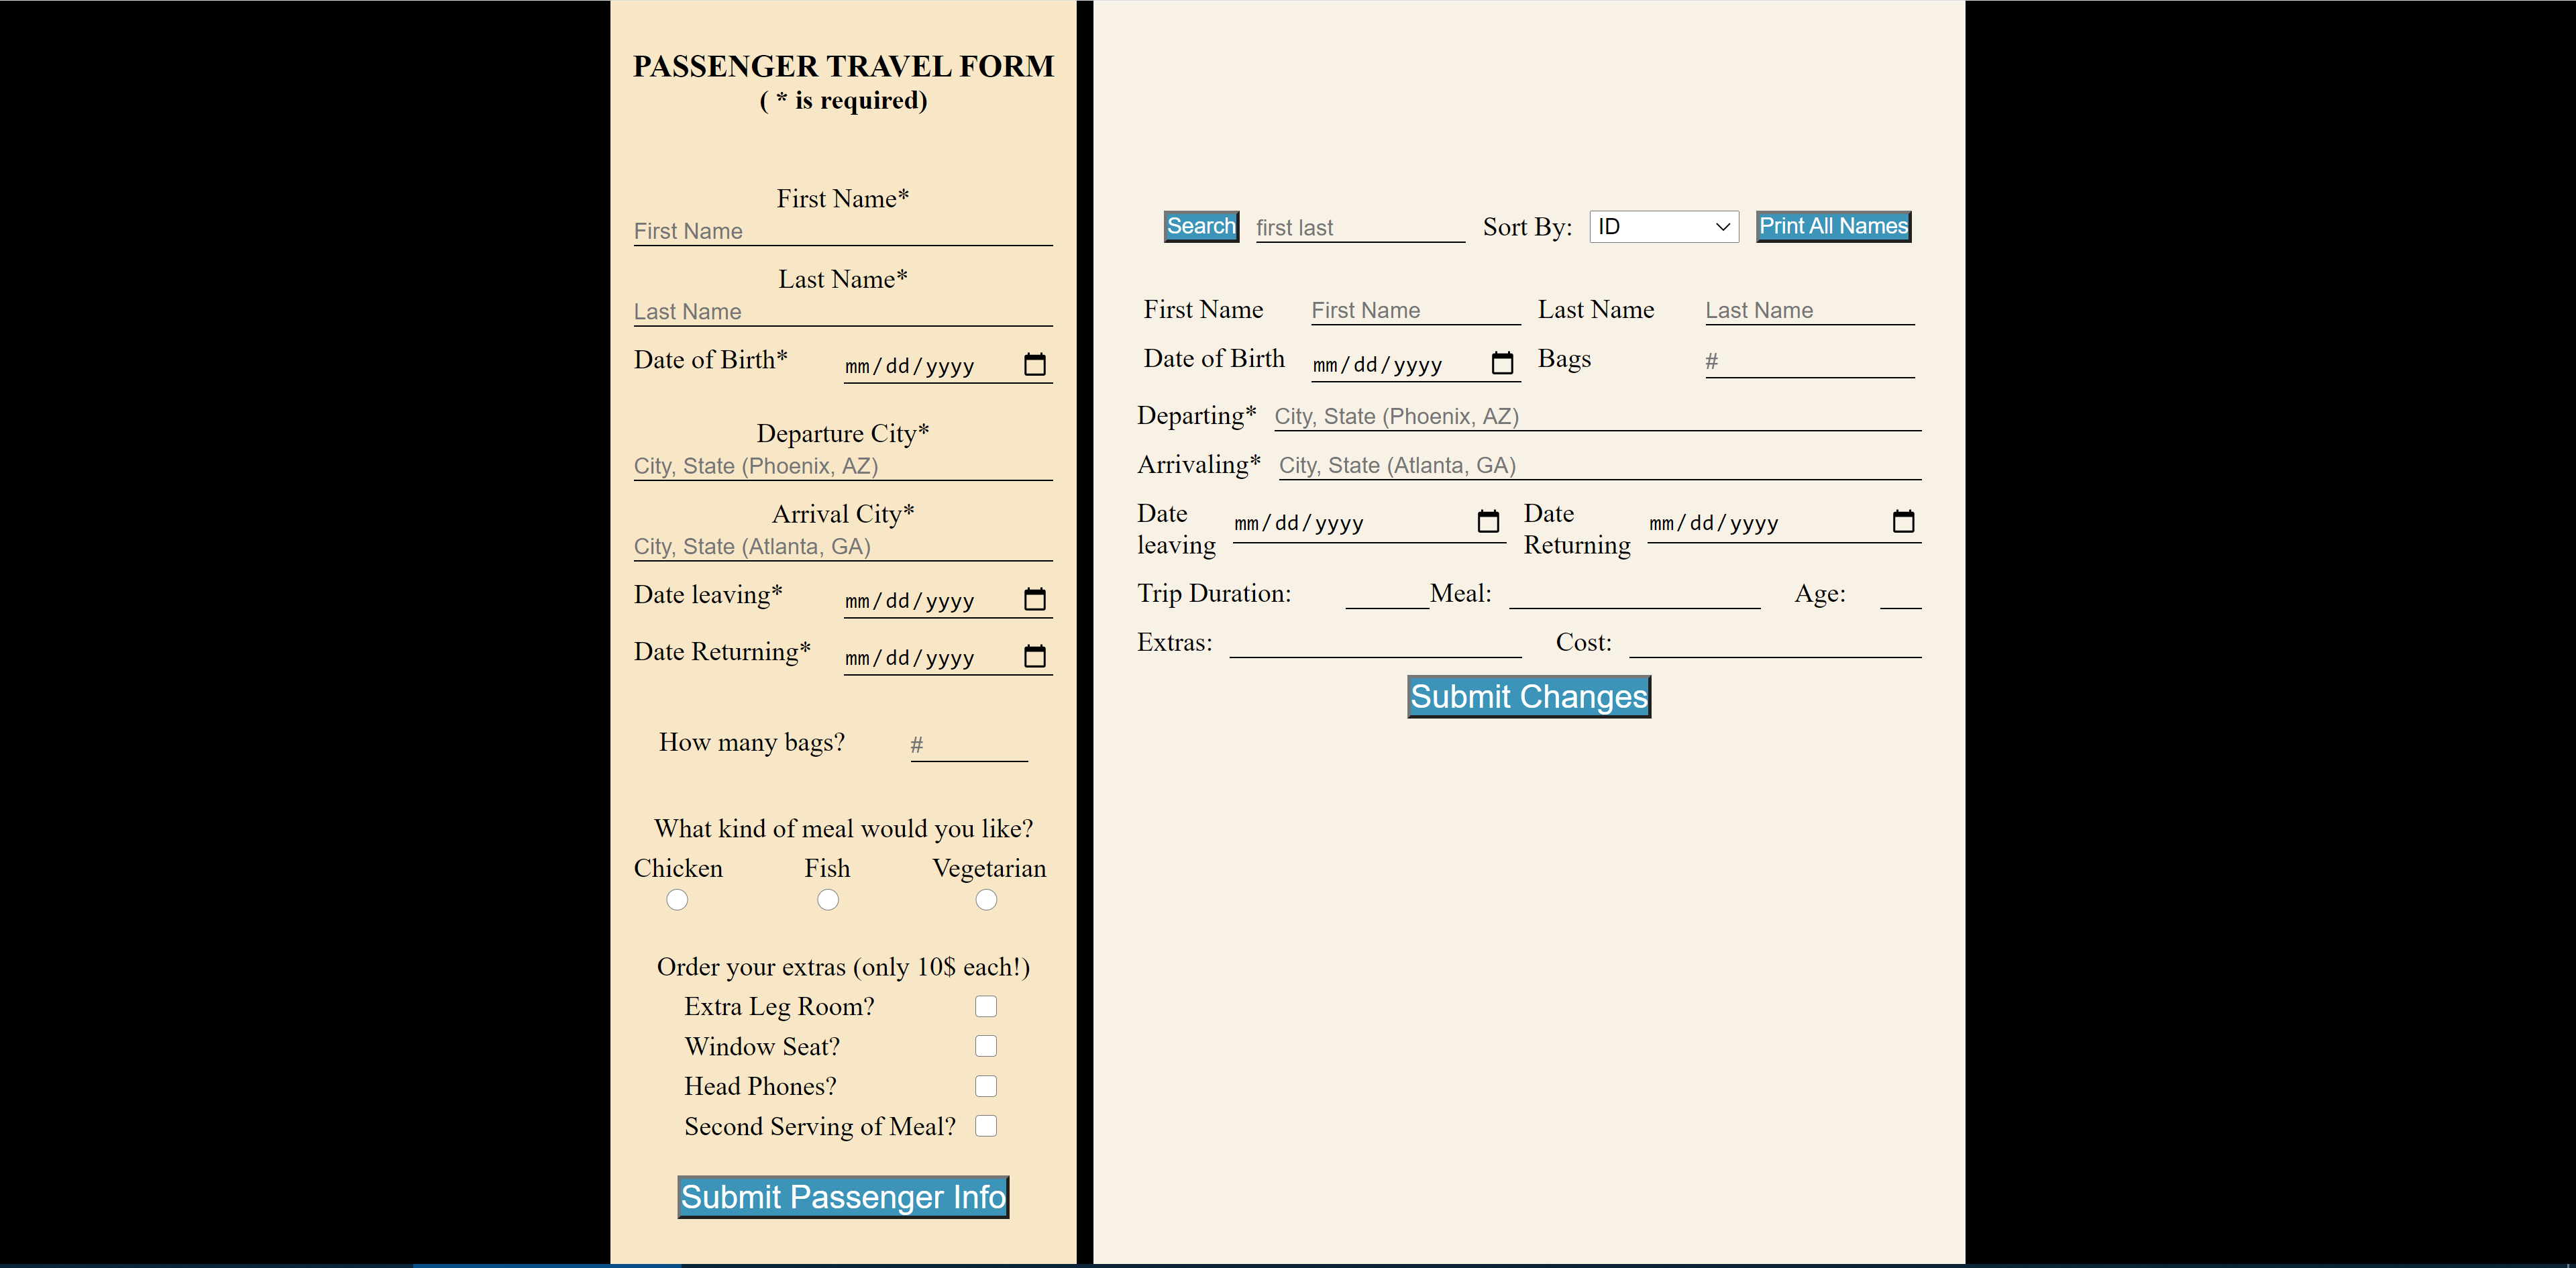 PASSENGER TRAVEL FORM
( * is required)
First Name*
First Name
Last Name*
Last Name
Date of Birth* mm/dd/yyyy
Departure City*
City, State (Phoenix, AZ)
Arrival City*
City, State (Atlanta, GA)
Date leaving* mm/dd/yyyy
Date Returning* mm/dd/yyyy
How many bags? #
What kind of meal would you like?
Chicken Fish Vegetarian
Order your extras (only 10$ each!)
Extra Leg Room?
Window Seat?
Head Phones?
Second Serving of Meal?
Submit Passenger Info
Search first last Sort By: ID Print All Names
First Name First Name Last Name Last Name
Date of Birth mm/dd/yyyy Bags #
Departing* City, State (Phoenix, AZ)
Arrivaling* City, State (Atlanta, GA)
Date leaving mm/dd/yyyy Date Returning mm/dd/yyyy
Trip Duration: Meal: Age:
Extras: Cost:
Submit Changes